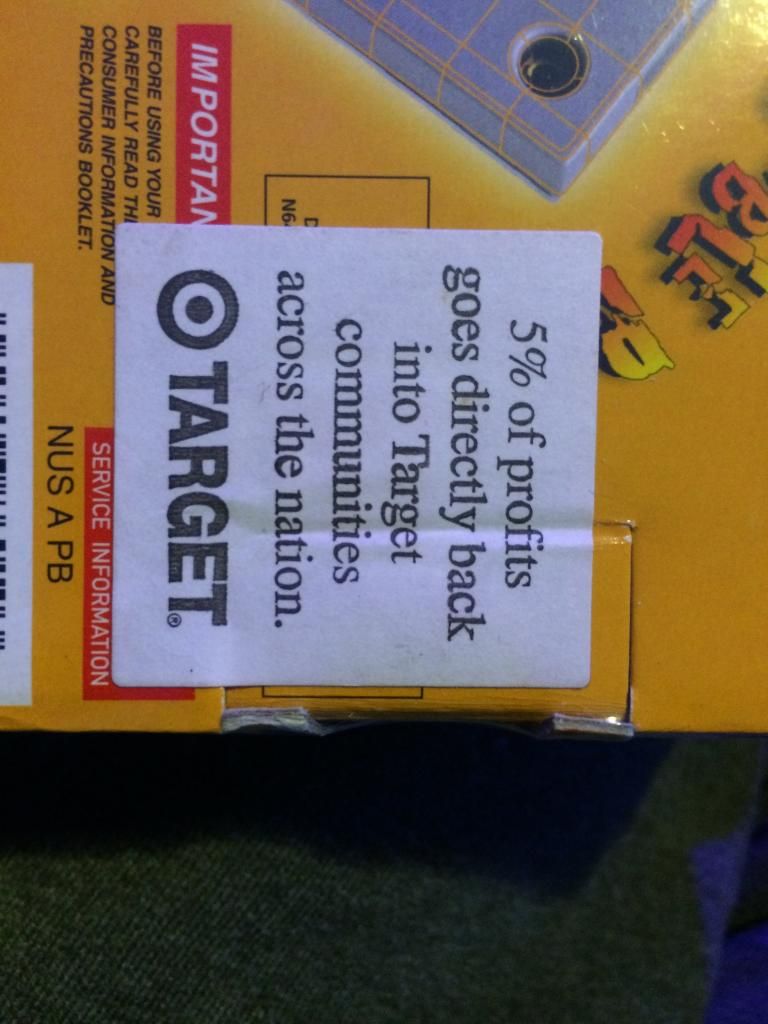 IMPORTAN
BEFORE USING YOUR
CAREFULLY READ TH
CONSUMER INFORMATION AND
PRECAUTIONS BOOKLET.
D
N64
5% of profits
goes directly back
into Target
communities
across the nation.
TARGET.®
SERVICE INFORMATION
NUS A PB